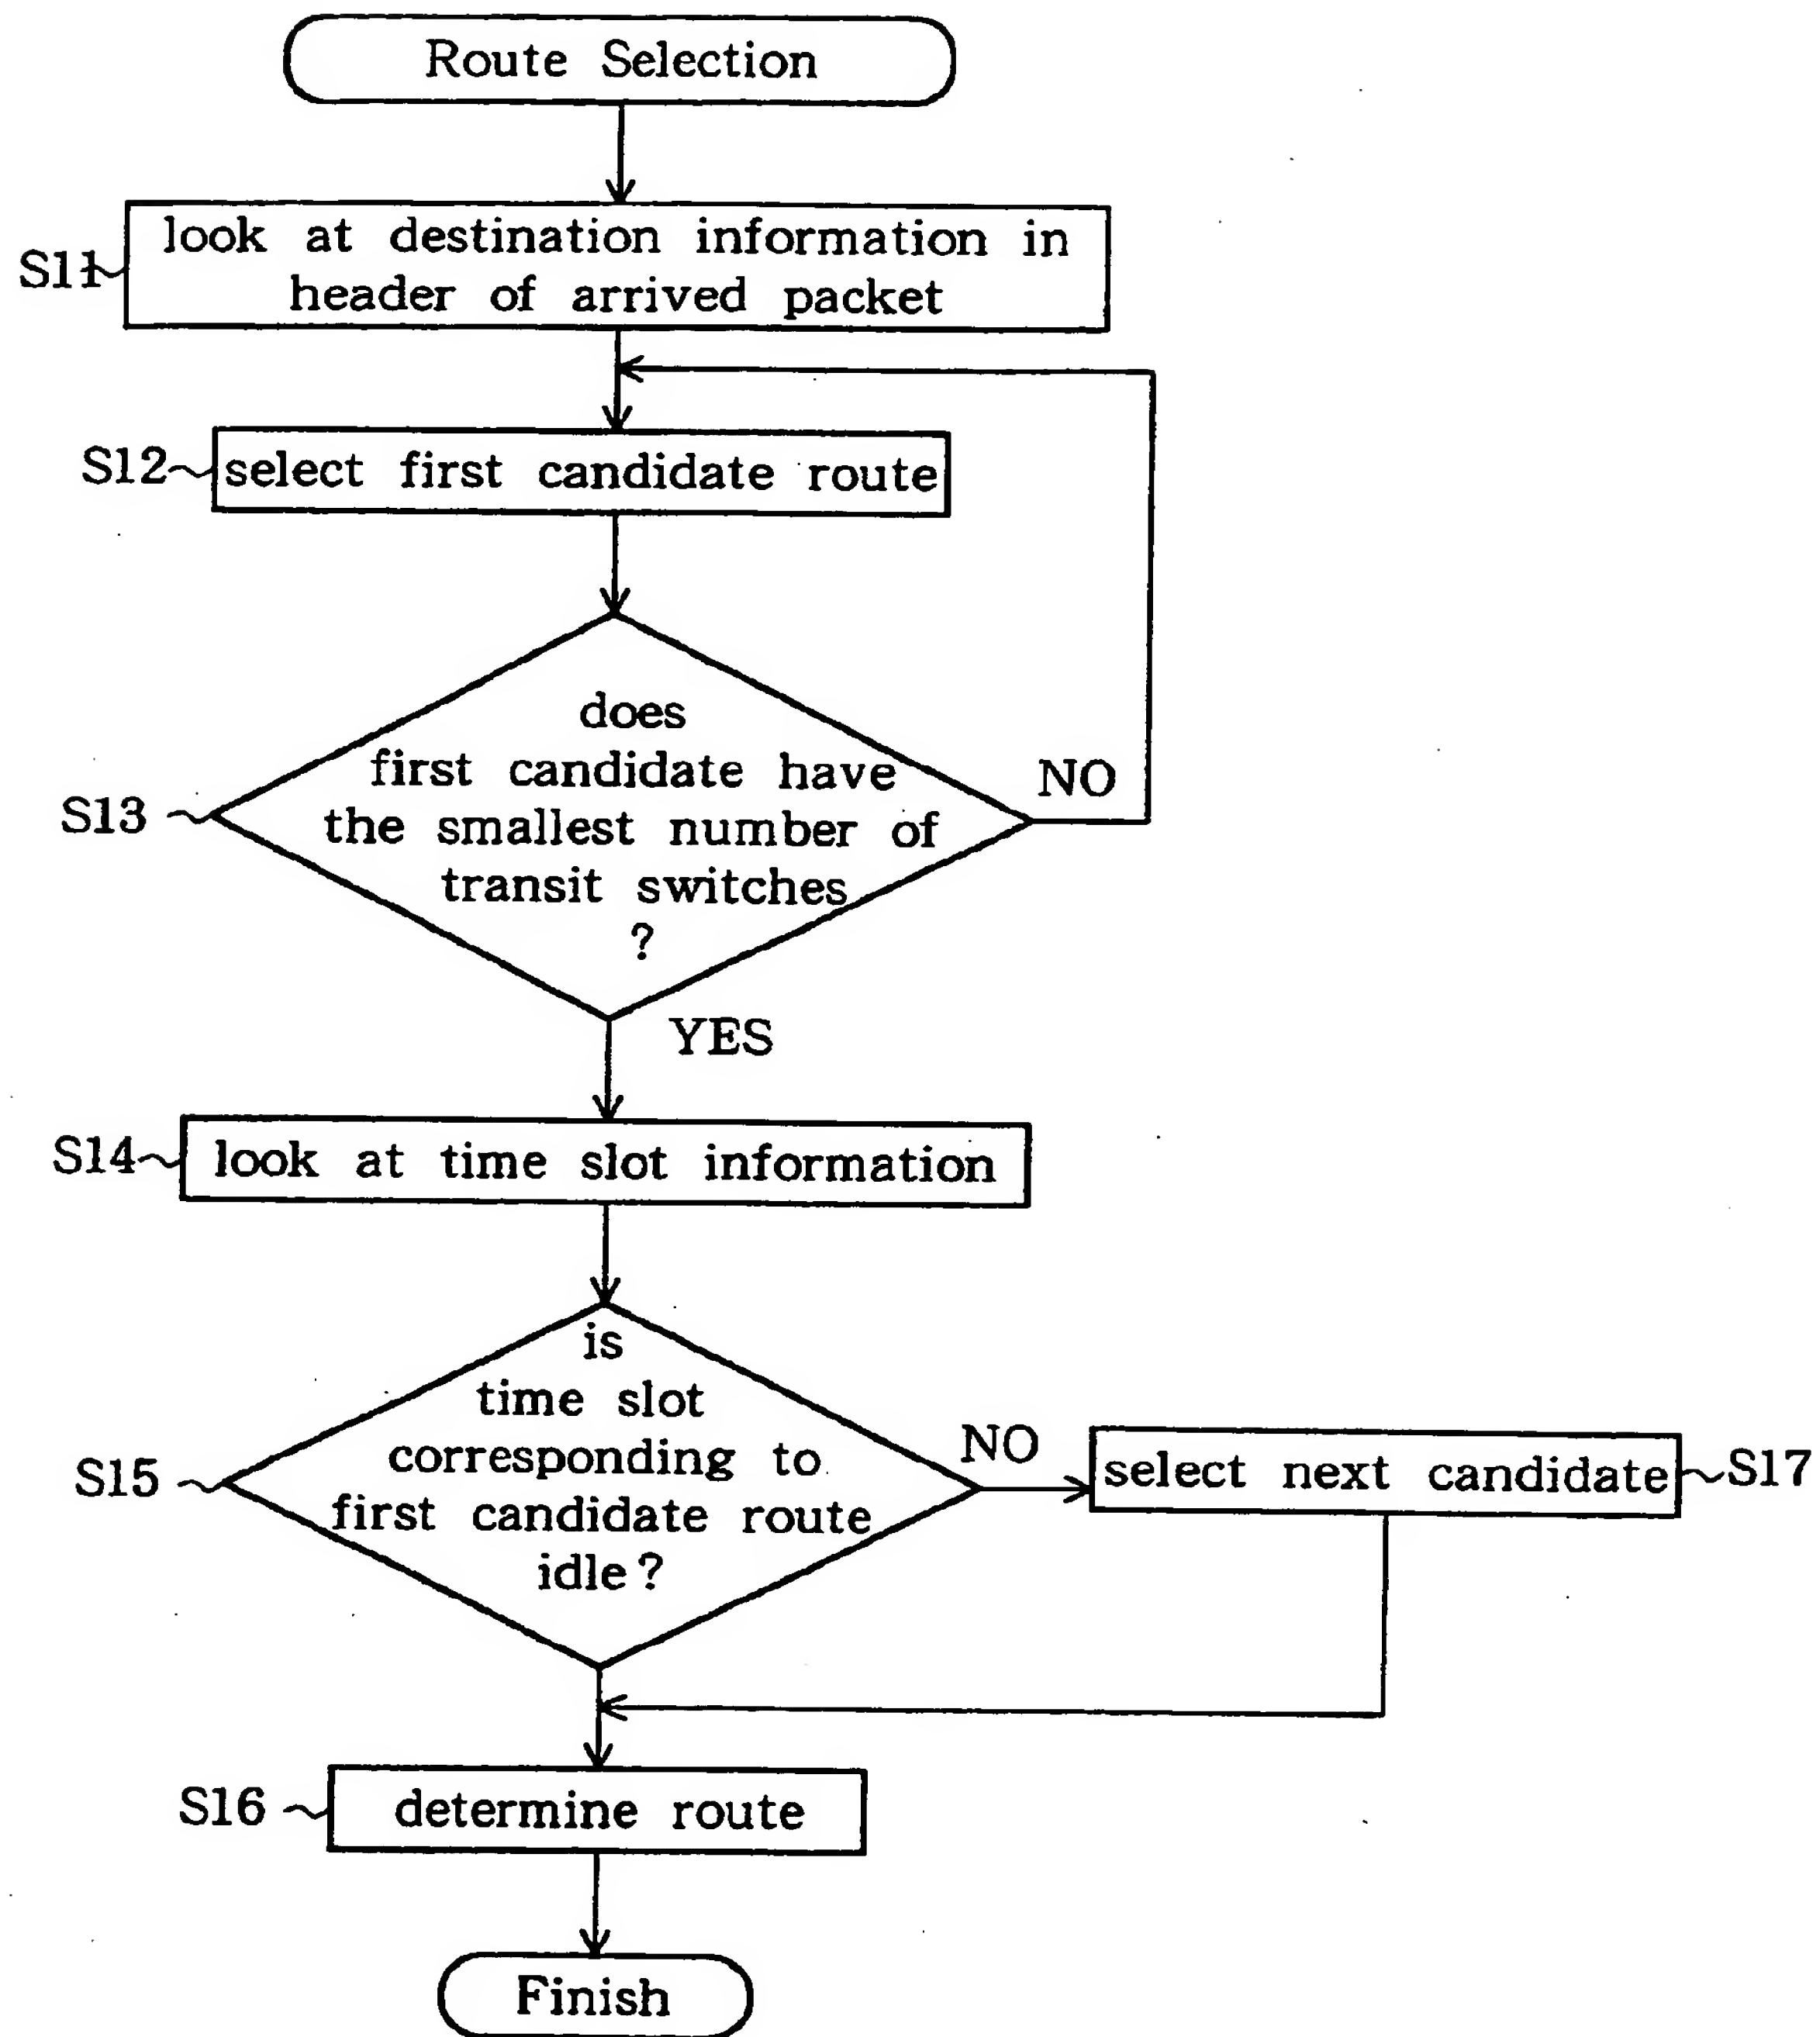 Route Selection
S11
look at destination information in
header of arrived packet
S12
select first candidate route
S13
does
first candidate have
the smallest number of
transit switches
?
NO
YES
S14
look at time slot information
S15
is
time slot
corresponding to
first candidate route
idle?
NO
select next candidate
S17
S16
determine route
Finish